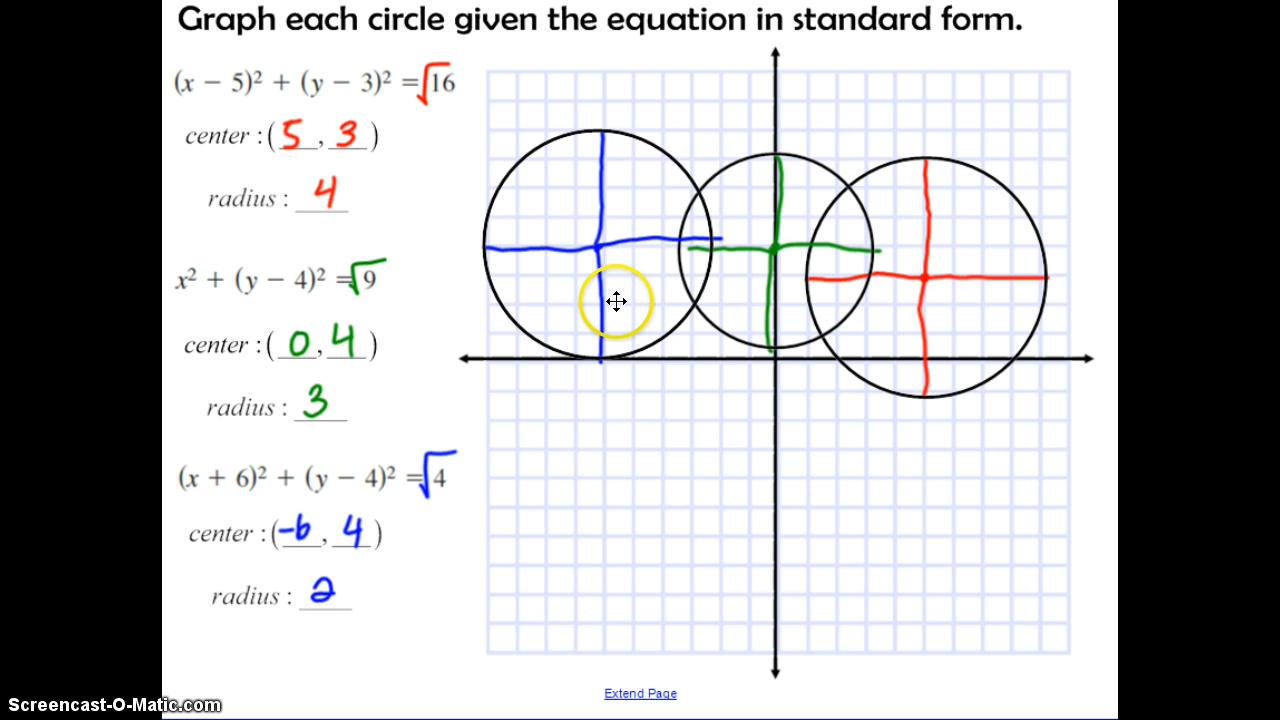 Graph each circle given the equation in standard form.
(x − 5)² + (y − 3)² = √16
center : (5, 3)
radius : 4
x² + (y − 4)² = √9
center : (0, 4)
radius : 3
(x + 6)² + (y − 4)² = √4
center : (-6, 4)
radius : 2
Extend Page
Screencast-O-Matic.com